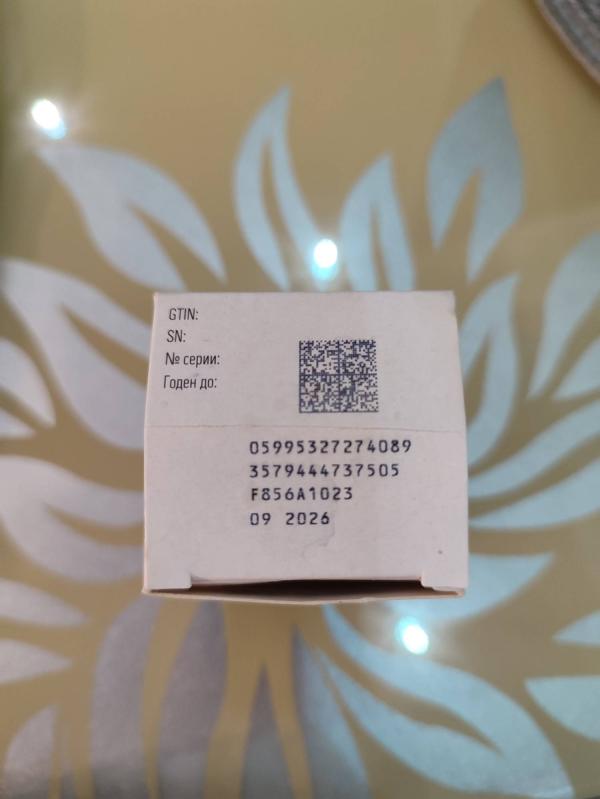 GTIN:
SN:
№ серии:
Годен до:
05995327274089
3579444737505
F856A1023
09 2026